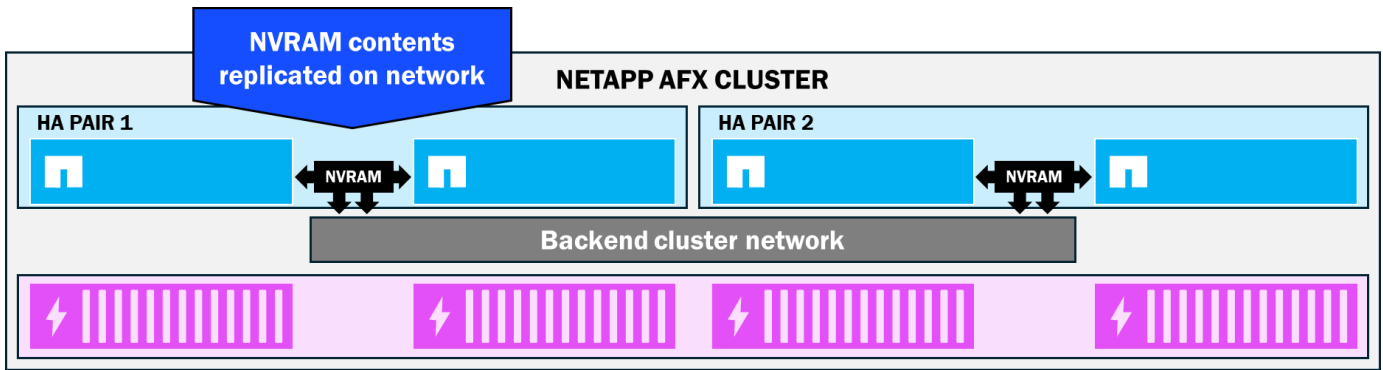 NVRAM contents
replicated on network
NETAPP AFX CLUSTER
HA PAIR 1
HA PAIR 2
NVRAM
NVRAM
Backend cluster network